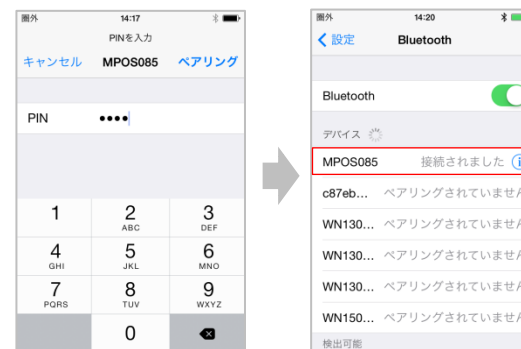 圏外 14:17
PINを入力
キャンセル MPOS085 ペアリング
PIN ••••
1 2 3
ABC DEF
4 5 6
GHI JKL MNO
7 8 9
PQRS TUV WXYZ
0
圏外 14:20
設定 Bluetooth
Bluetooth
デバイス
MPOS085 接続されました
c87eb... ペアリングされていません
WN130... ペアリングされていません
WN130... ペアリングされていません
WN130... ペアリングされていません
WN150... ペアリングされていません
検出可能